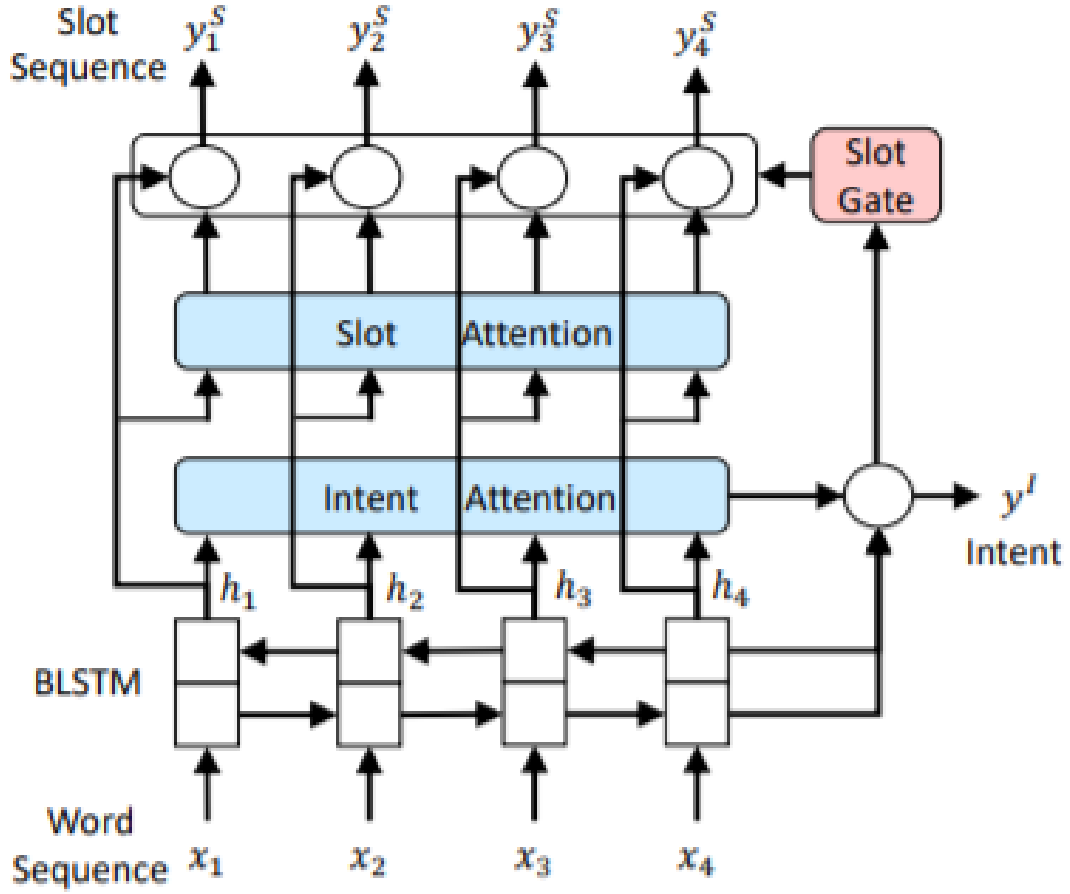 Slot
Sequence
y_1^S y_2^S y_3^S y_4^S
Slot
Gate
Slot Attention
Intent Attention
y^I
Intent
h_1 h_2 h_3 h_4
BLSTM
Word
Sequence
x_1 x_2 x_3 x_4